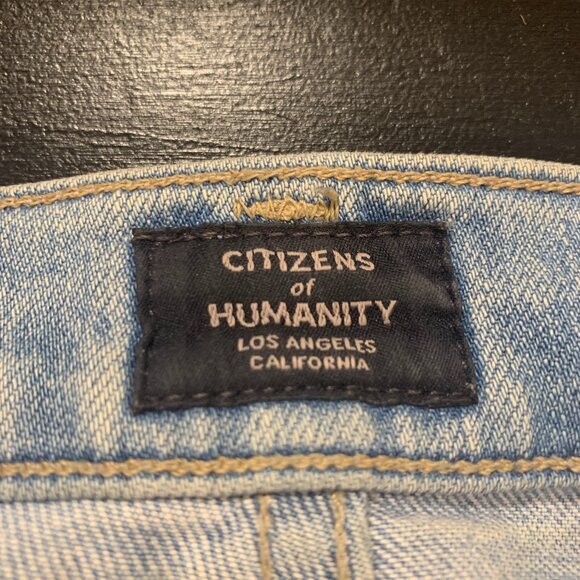 CITIZENS
of
HUMANITY
LOS ANGELES
CALIFORNIA